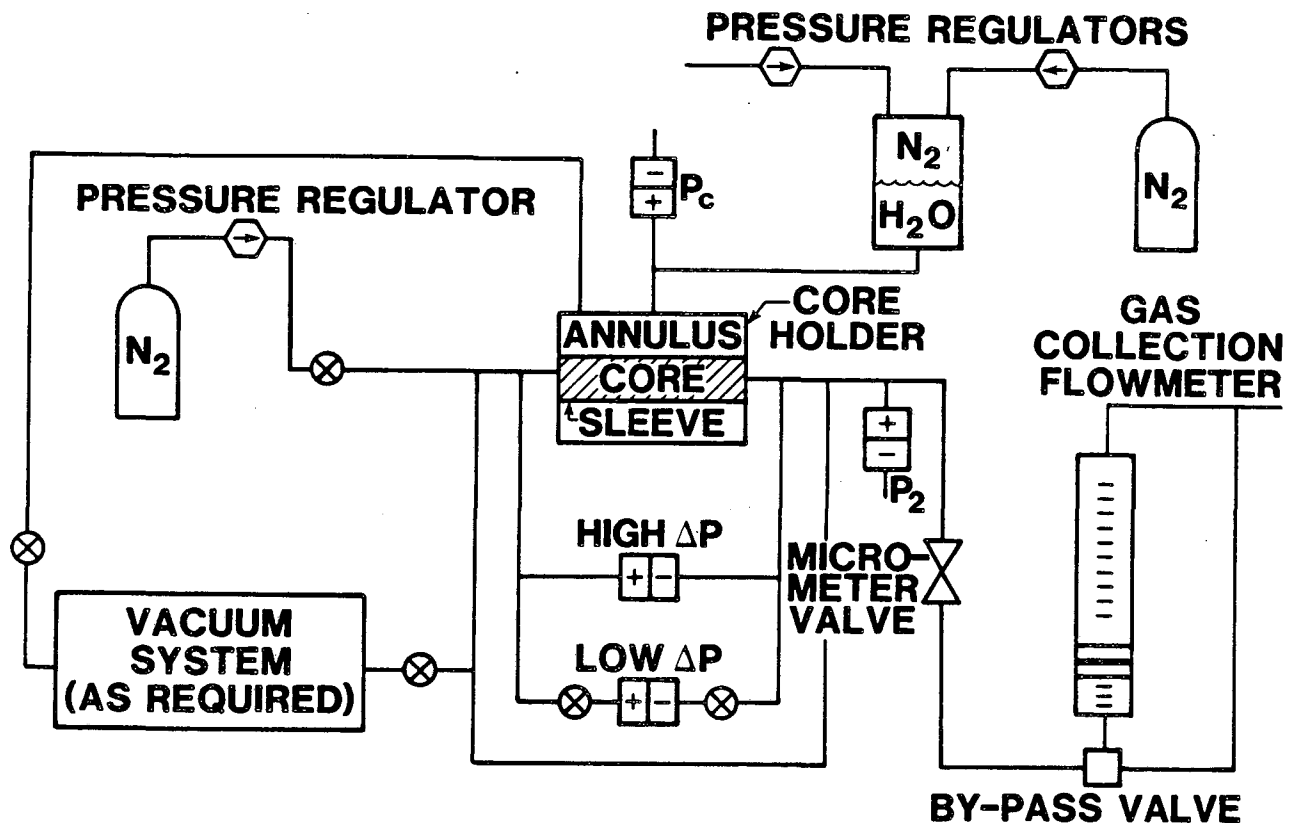 PRESSURE REGULATORS
N₂
H₂O
N₂
P꜀
PRESSURE REGULATOR
N₂
CORE
HOLDER
ANNULUS
CORE
SLEEVE
GAS
COLLECTION
FLOWMETER
P₂
HIGH ΔP
MICRO-
METER
VALVE
LOW ΔP
VACUUM
SYSTEM
(AS REQUIRED)
BY-PASS VALVE